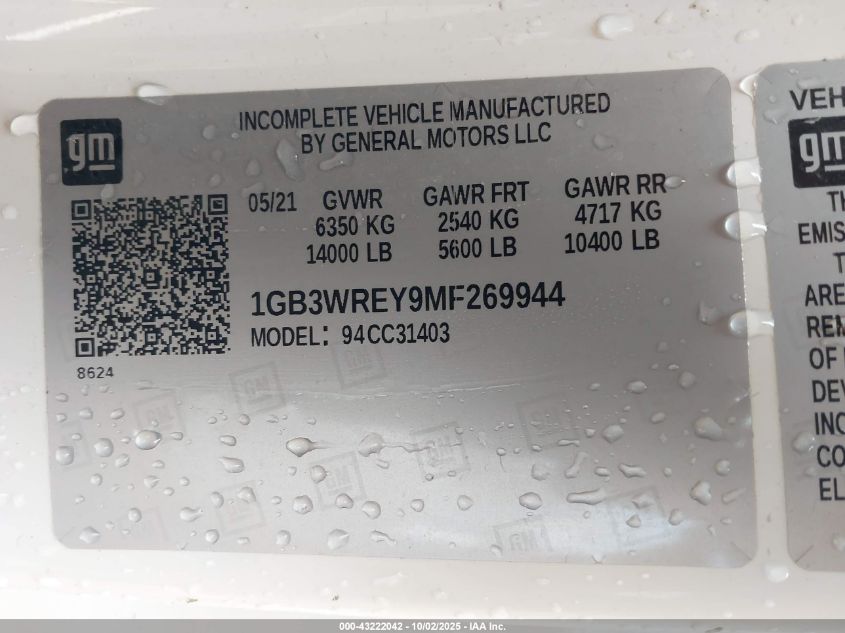 gm
INCOMPLETE VEHICLE MANUFACTURED
BY GENERAL MOTORS LLC
05/21 GVWR GAWR FRT GAWR RR
6350 KG 2540 KG 4717 KG
14000 LB 5600 LB 10400 LB
1GB3WREY9MF269944
MODEL: 94CC31403
8624
VEH
gm
TH
EMIS
T
ARE
REM
OF
DEV
INC
CO
EL
000-43222042 - 10/02/2025 - IAA Inc.